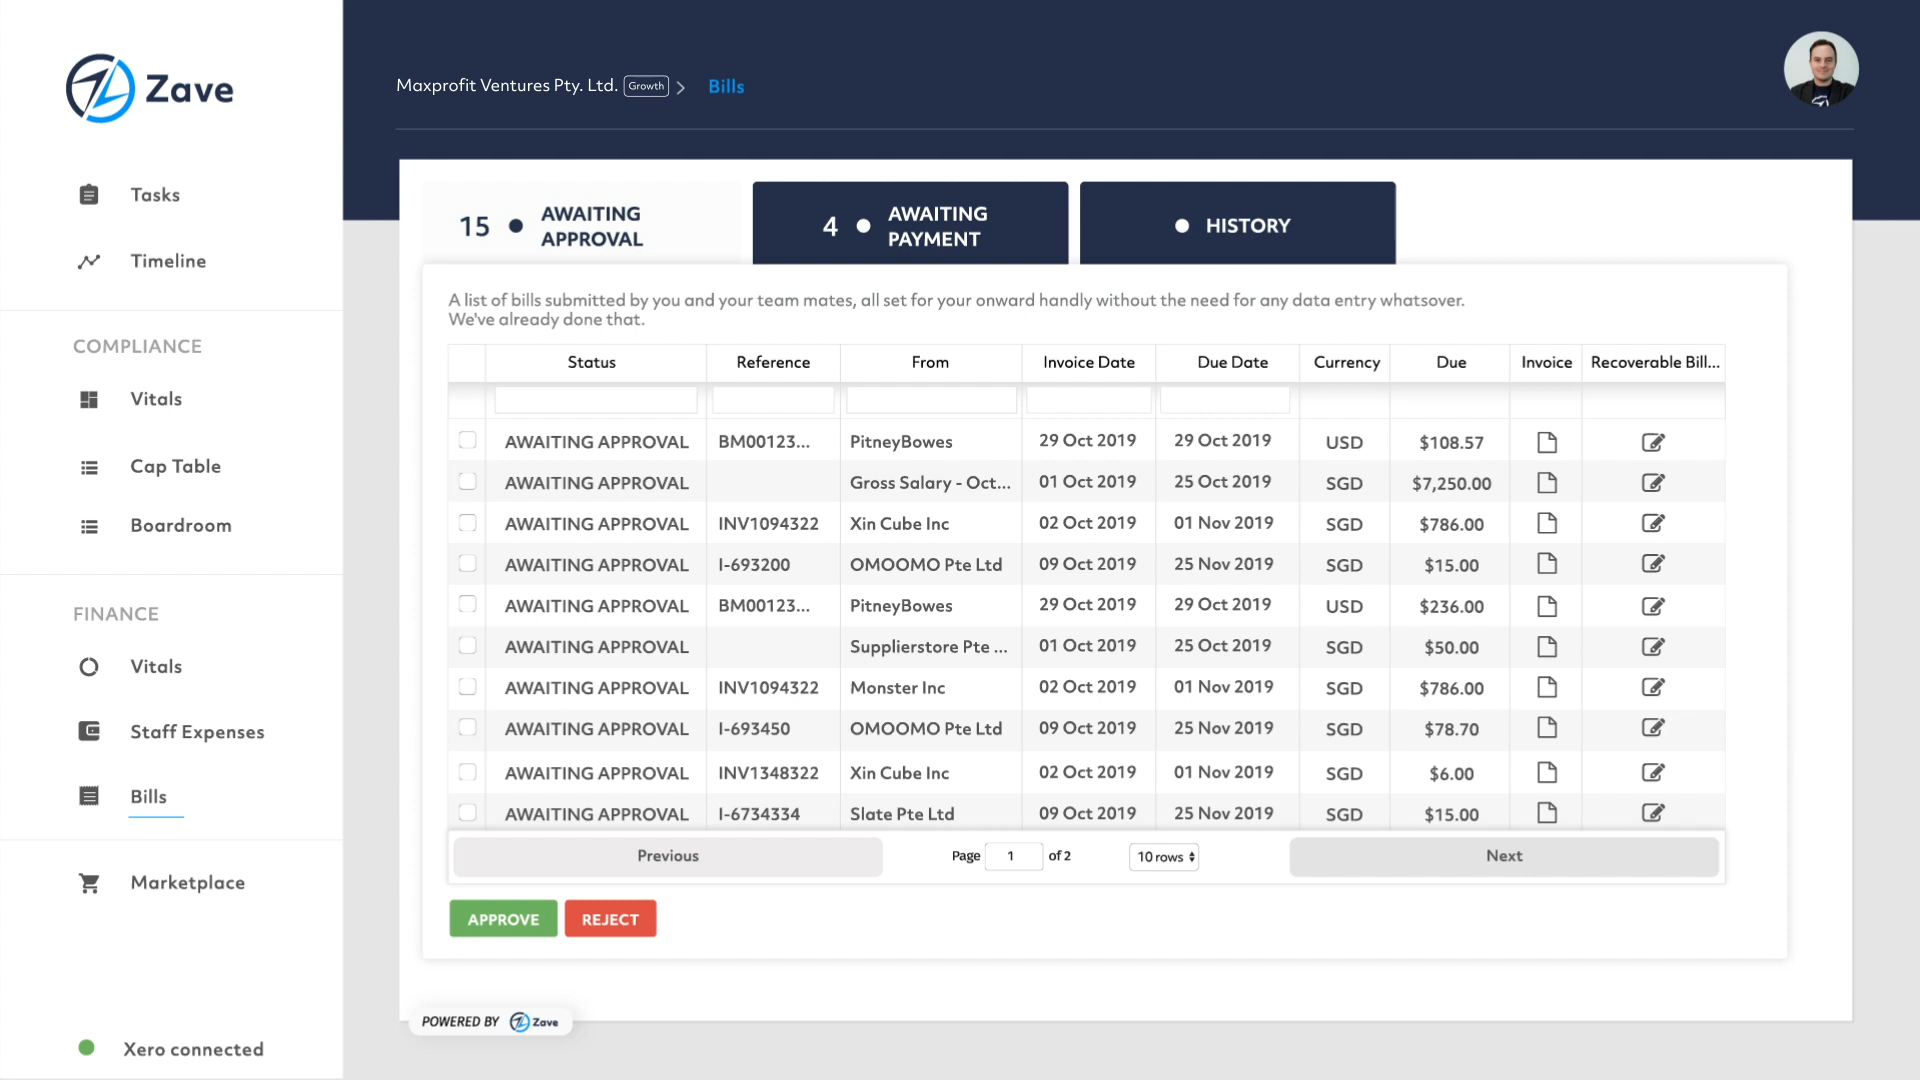 Zave
Tasks
Timeline
COMPLIANCE
Vitals
Cap Table
Boardroom
FINANCE
Vitals
Staff Expenses
Bills
Marketplace
Xero connected
Maxprofit Ventures Pty. Ltd. Growth > Bills
15 AWAITING APPROVAL
4 AWAITING PAYMENT
HISTORY
A list of bills submitted by you and your team mates, all set for your onward handly without the need for any data entry whatsover.
We've already done that.
Status Reference From Invoice Date Due Date Currency Due Invoice Recoverable Bill...
AWAITING APPROVAL BM00123... PitneyBowes 29 Oct 2019 29 Oct 2019 USD $108.57
AWAITING APPROVAL Gross Salary - Oct... 01 Oct 2019 25 Oct 2019 SGD $7,250.00
AWAITING APPROVAL INV1094322 Xin Cube Inc 02 Oct 2019 01 Nov 2019 SGD $786.00
AWAITING APPROVAL I-693200 OMOOMO Pte Ltd 09 Oct 2019 25 Nov 2019 SGD $15.00
AWAITING APPROVAL BM00123... PitneyBowes 29 Oct 2019 29 Oct 2019 USD $236.00
AWAITING APPROVAL Supplierstore Pte ... 01 Oct 2019 25 Oct 2019 SGD $50.00
AWAITING APPROVAL INV1094322 Monster Inc 02 Oct 2019 01 Nov 2019 SGD $786.00
AWAITING APPROVAL I-693450 OMOOMO Pte Ltd 09 Oct 2019 25 Nov 2019 SGD $78.70
AWAITING APPROVAL INV1348322 Xin Cube Inc 02 Oct 2019 01 Nov 2019 SGD $6.00
AWAITING APPROVAL I-6734334 Slate Pte Ltd 09 Oct 2019 25 Nov 2019 SGD $15.00
Previous Page 1 of 2 10 rows Next
APPROVE REJECT
POWERED BY Zave